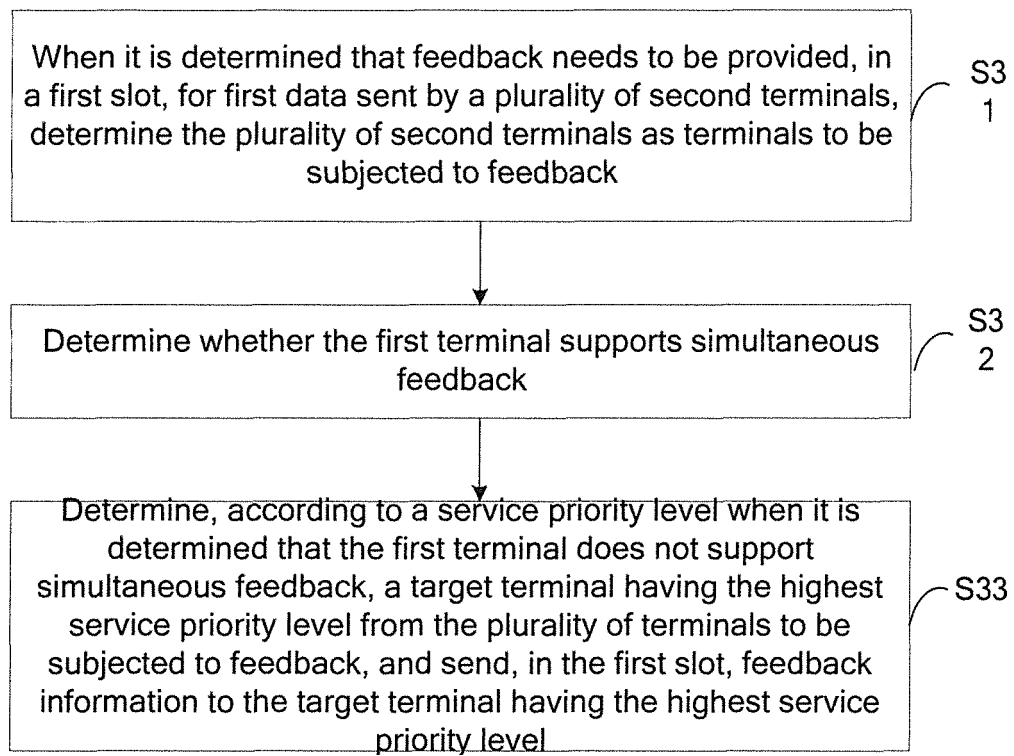 When it is determined that feedback needs to be provided, in
a first slot, for first data sent by a plurality of second terminals,
determine the plurality of second terminals as terminals to be
subjected to feedback
S3
1
Determine whether the first terminal supports simultaneous
feedback
S3
2
Determine, according to a service priority level when it is
determined that the first terminal does not support
simultaneous feedback, a target terminal having the highest
service priority level from the plurality of terminals to be
subjected to feedback, and send, in the first slot, feedback
information to the target terminal having the highest service
priority level
S33